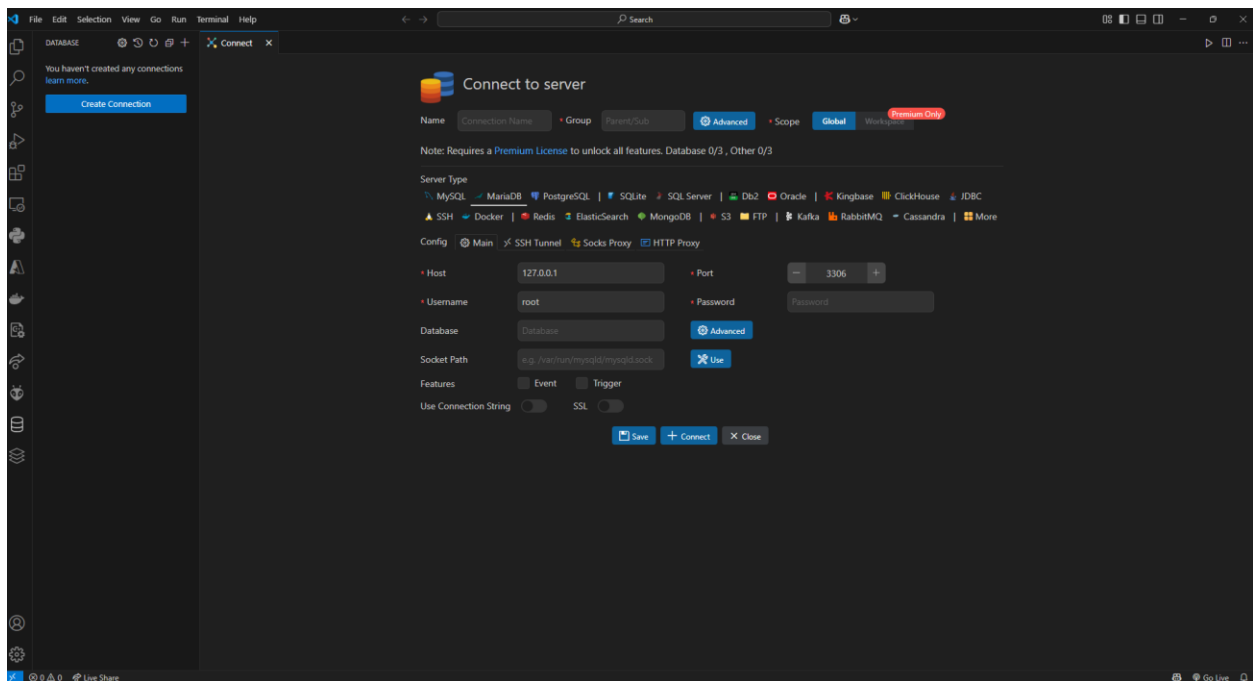 File Edit Selection View Go Run Terminal Help
Search
DATABASE
Connect
You haven't created any connections
learn more.
Create Connection
Connect to server
Name Connection Name * Group Parent/Sub Advanced * Scope Global Workspace Premium Only
Note: Requires a Premium License to unlock all features. Database 0/3 , Other 0/3
Server Type
MySQL MariaDB PostgreSQL | SQLite SQL Server | Db2 Oracle | Kingbase ClickHouse JDBC
SSH Docker | Redis ElasticSearch MongoDB | S3 FTP | Kafka RabbitMQ Cassandra | More
Config Main SSH Tunnel Socks Proxy HTTP Proxy
* Host 127.0.0.1 * Port 3306
* Username root * Password Password
Database Database Advanced
Socket Path e.g. /var/run/mysqld/mysqld.sock Use
Features Event Trigger
Use Connection String SSL
Save Connect Close
0 0 Live Share
Go Live